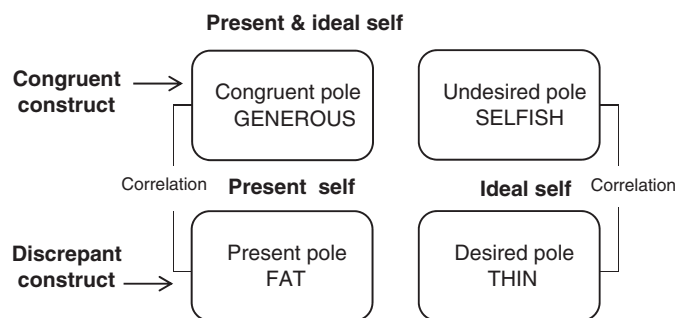 Present & ideal self
Congruent construct
Congruent pole
GENEROUS
Undesired pole
SELFISH
Correlation
Present self
Ideal self
Correlation
Discrepant construct
Present pole
FAT
Desired pole
THIN